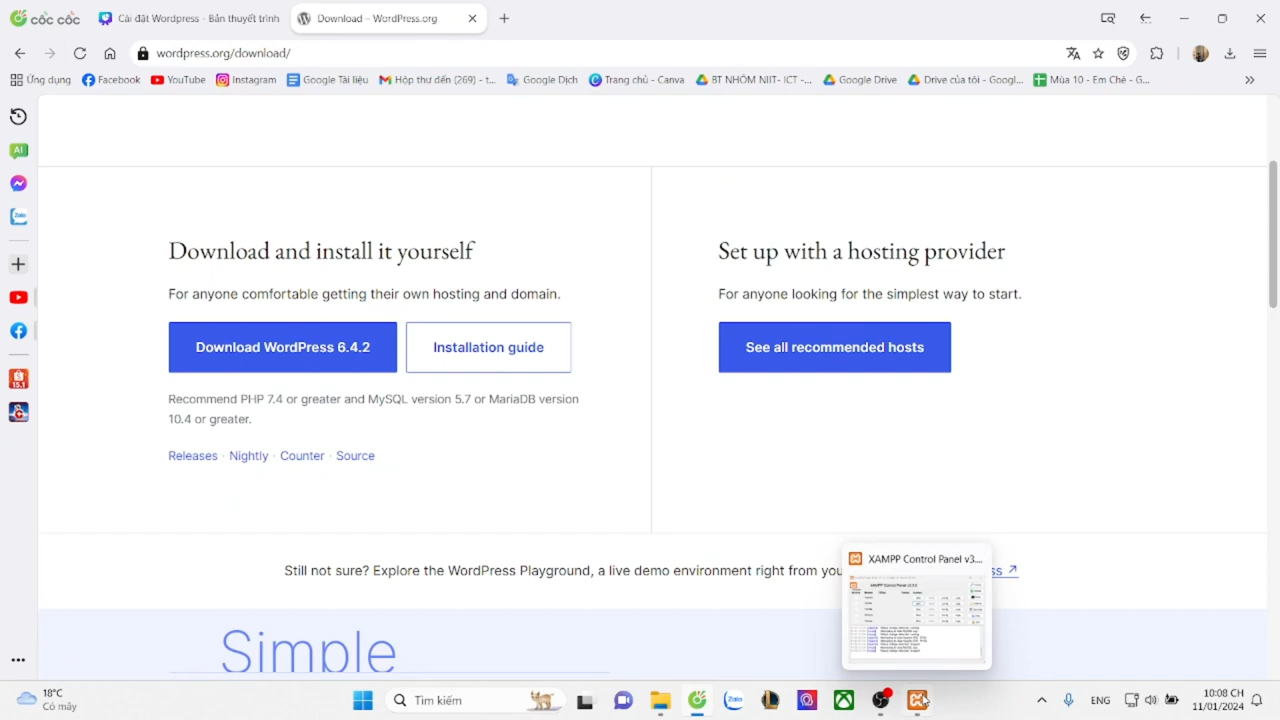 cốc cốc
Cài đặt Wordpress - Bản thuyết trình
Download – WordPress.org
wordpress.org/download/
Ứng dụng
Facebook
YouTube
Instagram
Google Tài liệu
Hộp thư đến (269) - t...
Google Dịch
Trang chủ - Canva
BT NHÓM NIIT- ICT -...
Google Drive
Drive của tôi - Googl...
Mùa 10 - Em Chè - G...
AI
Zalo
15.1
Download and install it yourself
For anyone comfortable getting their own hosting and domain.
Download WordPress 6.4.2
Installation guide
Recommend PHP 7.4 or greater and MySQL version 5.7 or MariaDB version
10.4 or greater.
Releases · Nightly · Counter · Source
Set up with a hosting provider
For anyone looking for the simplest way to start.
See all recommended hosts
Still not sure? Explore the WordPress Playground, a live demo environment right from you
ss ↗
Simple
XAMPP Control Panel v3...
18°C
Có mây
Tìm kiếm
Zalo
ENG
10:08 CH
11/01/2024